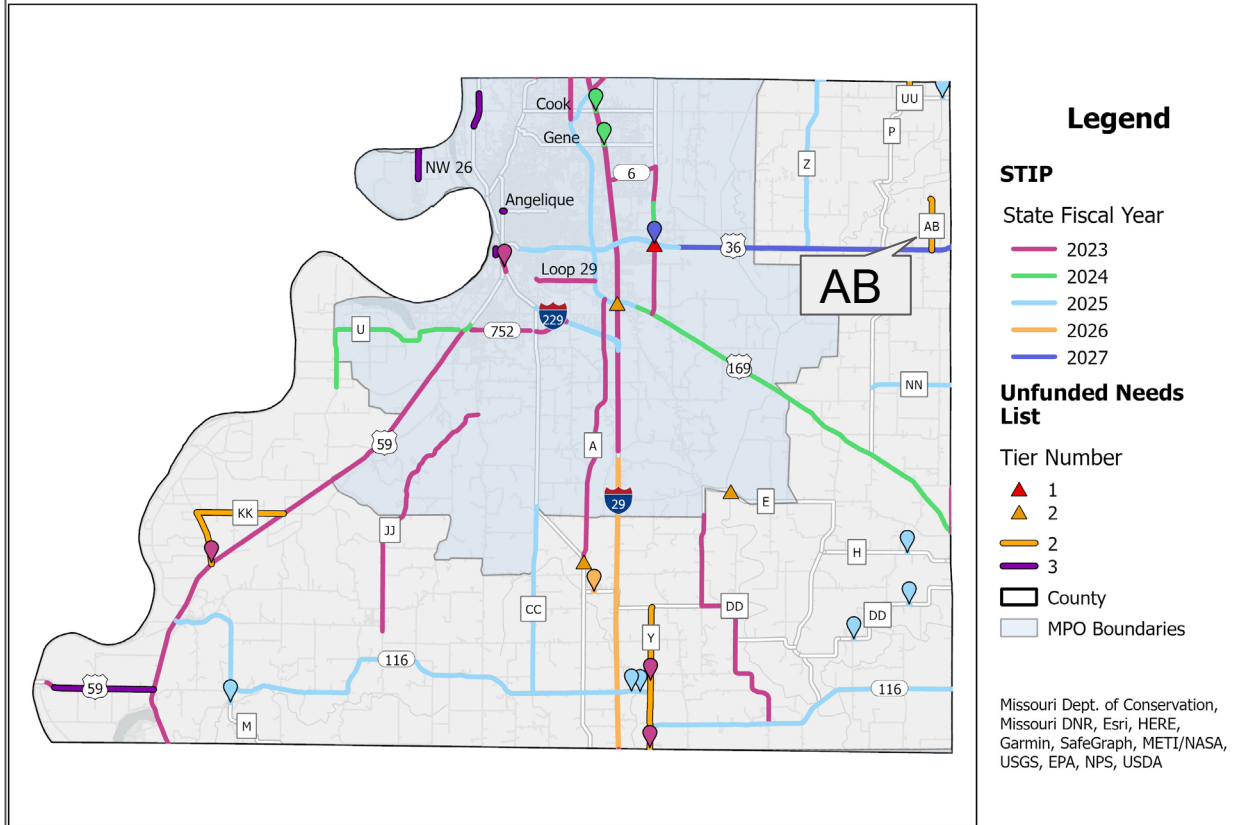 Cook
UU
P
Gene
NW 26
6
Z
Angelique
AB
36
Loop 29
AB
229
U
752
169
NN
59
A
29
E
KK
JJ
H
CC
DD
DD
Y
116
59
116
M
Legend
STIP
State Fiscal Year
2023
2024
2025
2026
2027
Unfunded Needs
List
Tier Number
1
2
2
3
County
MPO Boundaries
Missouri Dept. of Conservation,
Missouri DNR, Esri, HERE,
Garmin, SafeGraph, METI/NASA,
USGS, EPA, NPS, USDA